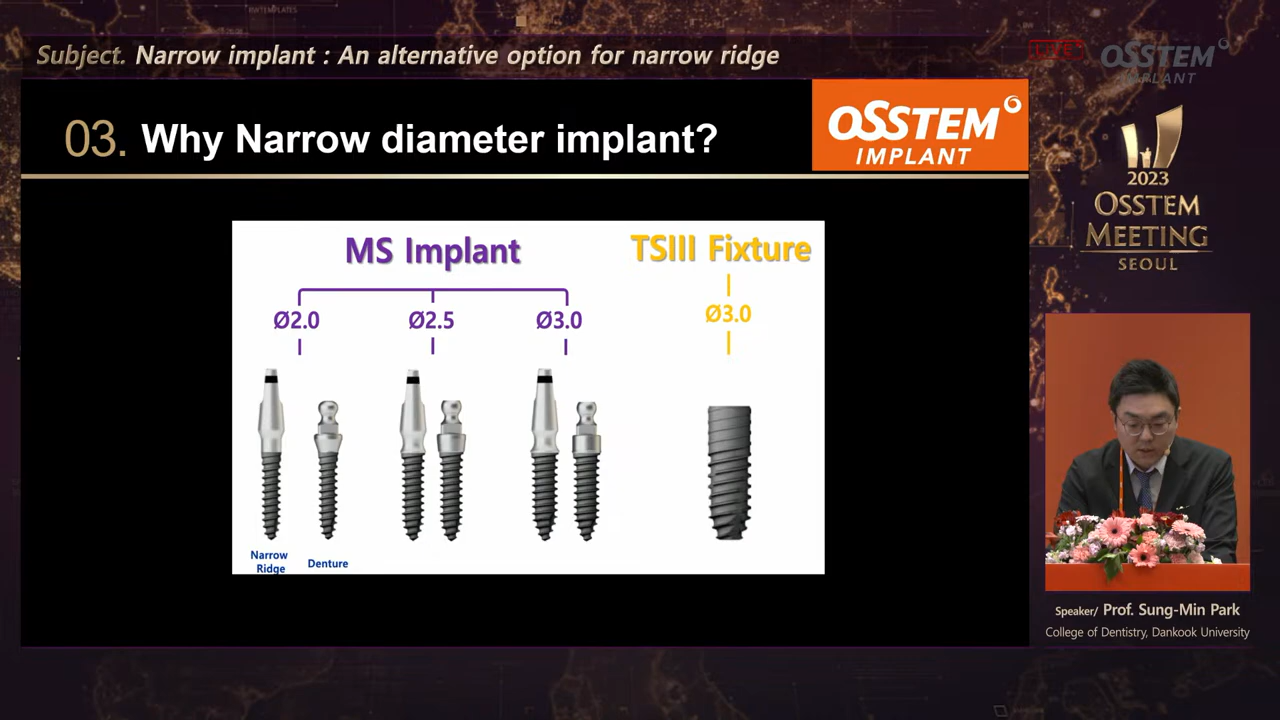 Subject. Narrow implant : An alternative option for narrow ridge
LIVE
OSSTEM
IMPLANT
03. Why Narrow diameter implant?
OSSTEM
IMPLANT
2023
OSSTEM
MEETING
SEOUL
MS Implant
TSIII Fixture
Ø2.0
Ø2.5
Ø3.0
Ø3.0
Narrow
Ridge
Denture
Speaker/ Prof. Sung-Min Park
College of Dentistry, Dankook University